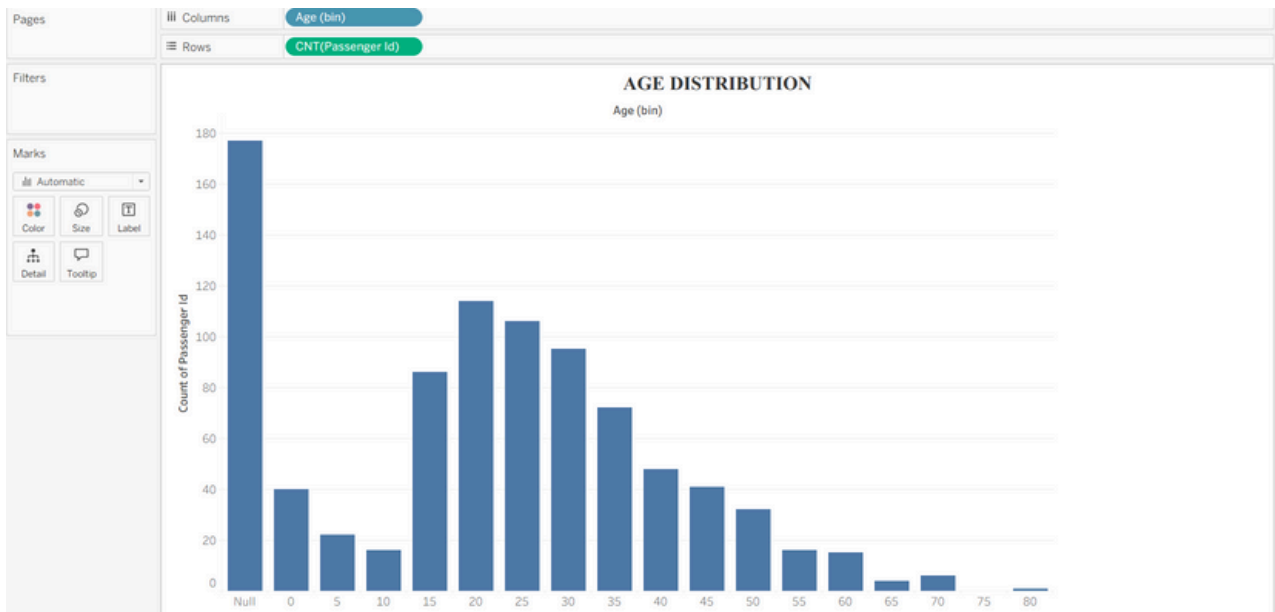 Pages
Columns
Age (bin)
Rows
CNT(Passenger Id)
Filters
Marks
Automatic
Color
Size
Label
Detail
Tooltip
AGE DISTRIBUTION
Age (bin)
Count of Passenger Id
180
160
140
120
100
80
60
40
20
0
Null 0 5 10 15 20 25 30 35 40 45 50 55 60 65 70 75 80